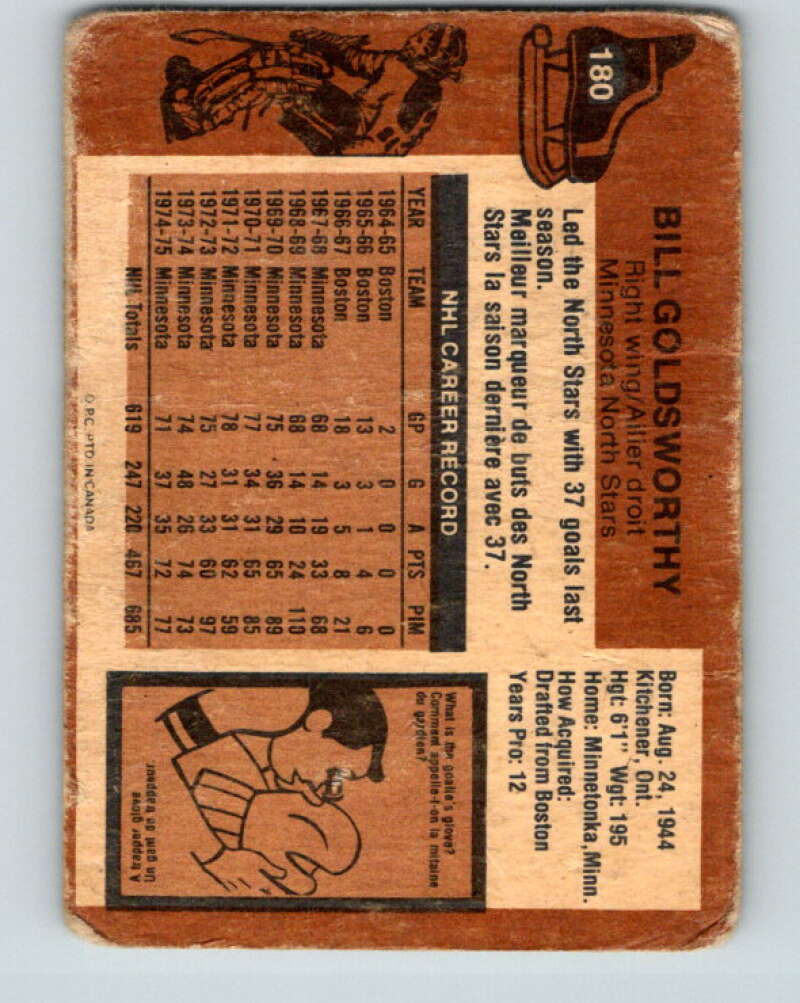 180
BILL GOLDSWORTHY
Right wing/Ailier droit
Minnesota North Stars
Led the North Stars with 37 goals last
season.
Meilleur marqueur de buts des North
Stars la saison dernière avec 37.
NHL CAREER RECORD
YEAR TEAM GP G A PTS PIM
1964-65 Boston 2 0 0 0 0
1965-66 Boston 13 3 1 4 6
1966-67 Boston 18 3 5 8 21
1967-68 Minnesota 68 14 19 33 68
1968-69 Minnesota 68 14 10 24 110
1969-70 Minnesota 75 36 29 65 89
1970-71 Minnesota 77 34 31 65 85
1971-72 Minnesota 78 31 31 62 59
1972-73 Minnesota 75 27 33 60 97
1973-74 Minnesota 74 48 26 74 73
1974-75 Minnesota 71 37 35 72 77
NHL Totals 619 247 220 467 685
O.P.C. PTD. IN CANADA
Born: Aug. 24, 1944
Kitchener, Ont.
Hgt: 6'1" Wgt: 195
Home: Minnetonka, Minn.
How Acquired:
Drafted from Boston
Years Pro: 12
What is the goalie's glove?
Comment appelle-t-on la mitaine
du gardien?
A trapper glove
Un gant de trappeur